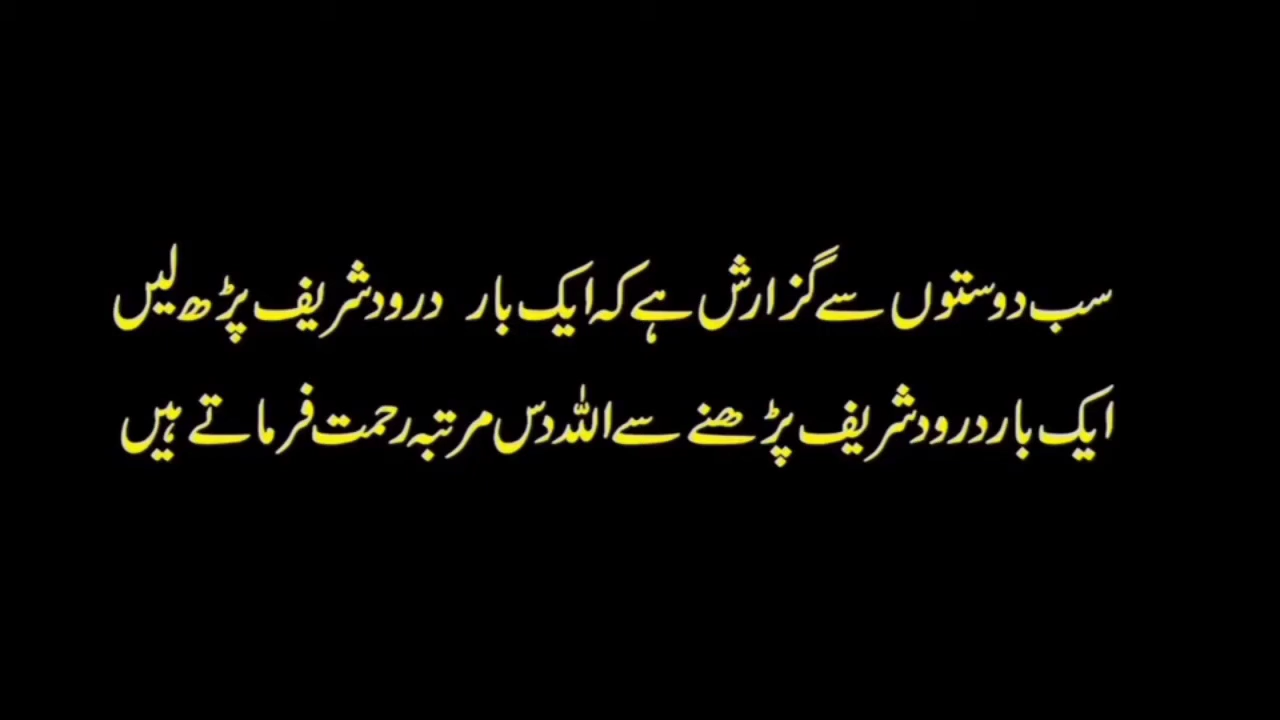 سب دوستوں سے گزارش ہے کہ ایک بار درود شریف پڑھ لیں
ایک بار درود شریف پڑھنے سے اللہ دس مرتبہ رحمت فرماتے ہیں